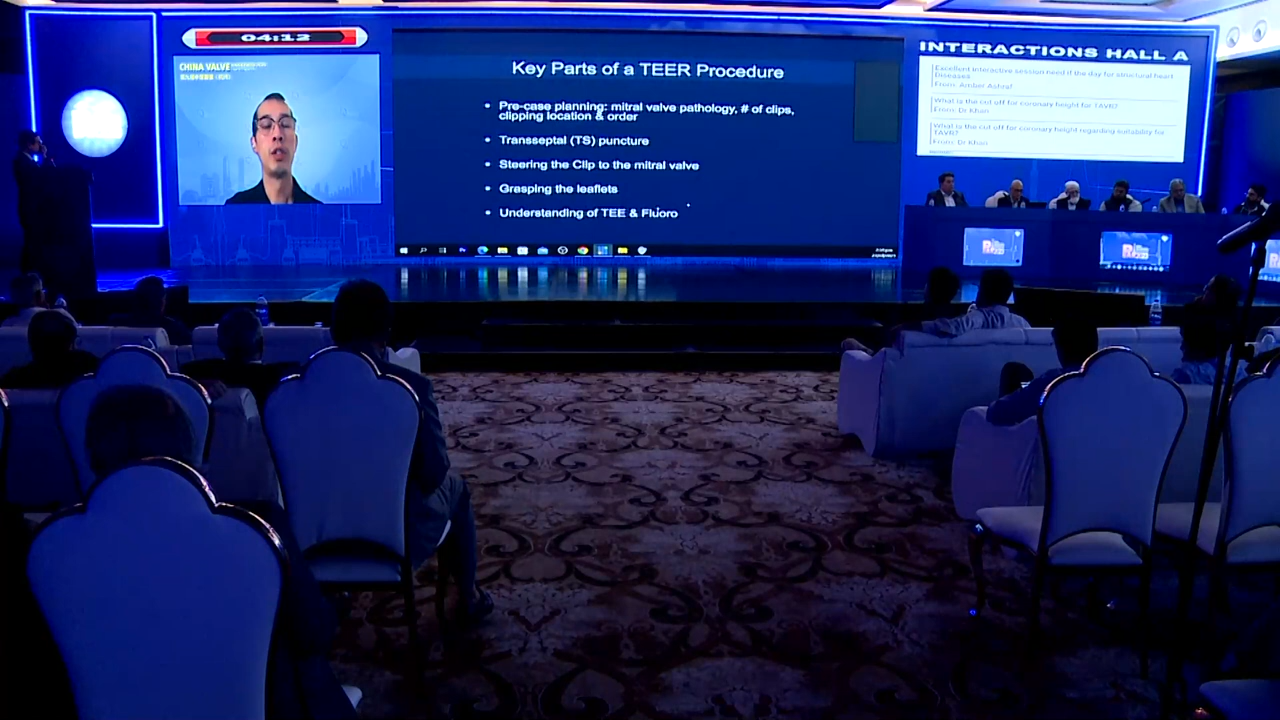 04:12
CHINA VALVE
Key Parts of a TEER Procedure
• Pre-case planning: mitral valve pathology, # of clips,
clipping location & order
• Transseptal (TS) puncture
• Steering the Clip to the mitral valve
• Grasping the leaflets
• Understanding of TEE & Fluoro
INTERACTIONS HALL A
Excellent interactive session need if the day for structural heart
Diseases
From: Amber Ashraf
What is the cut off for coronary height for TAVR?
From: Dr Khan
What is the cut off for coronary height regarding suitability for
TAVR?
From: Dr Khan